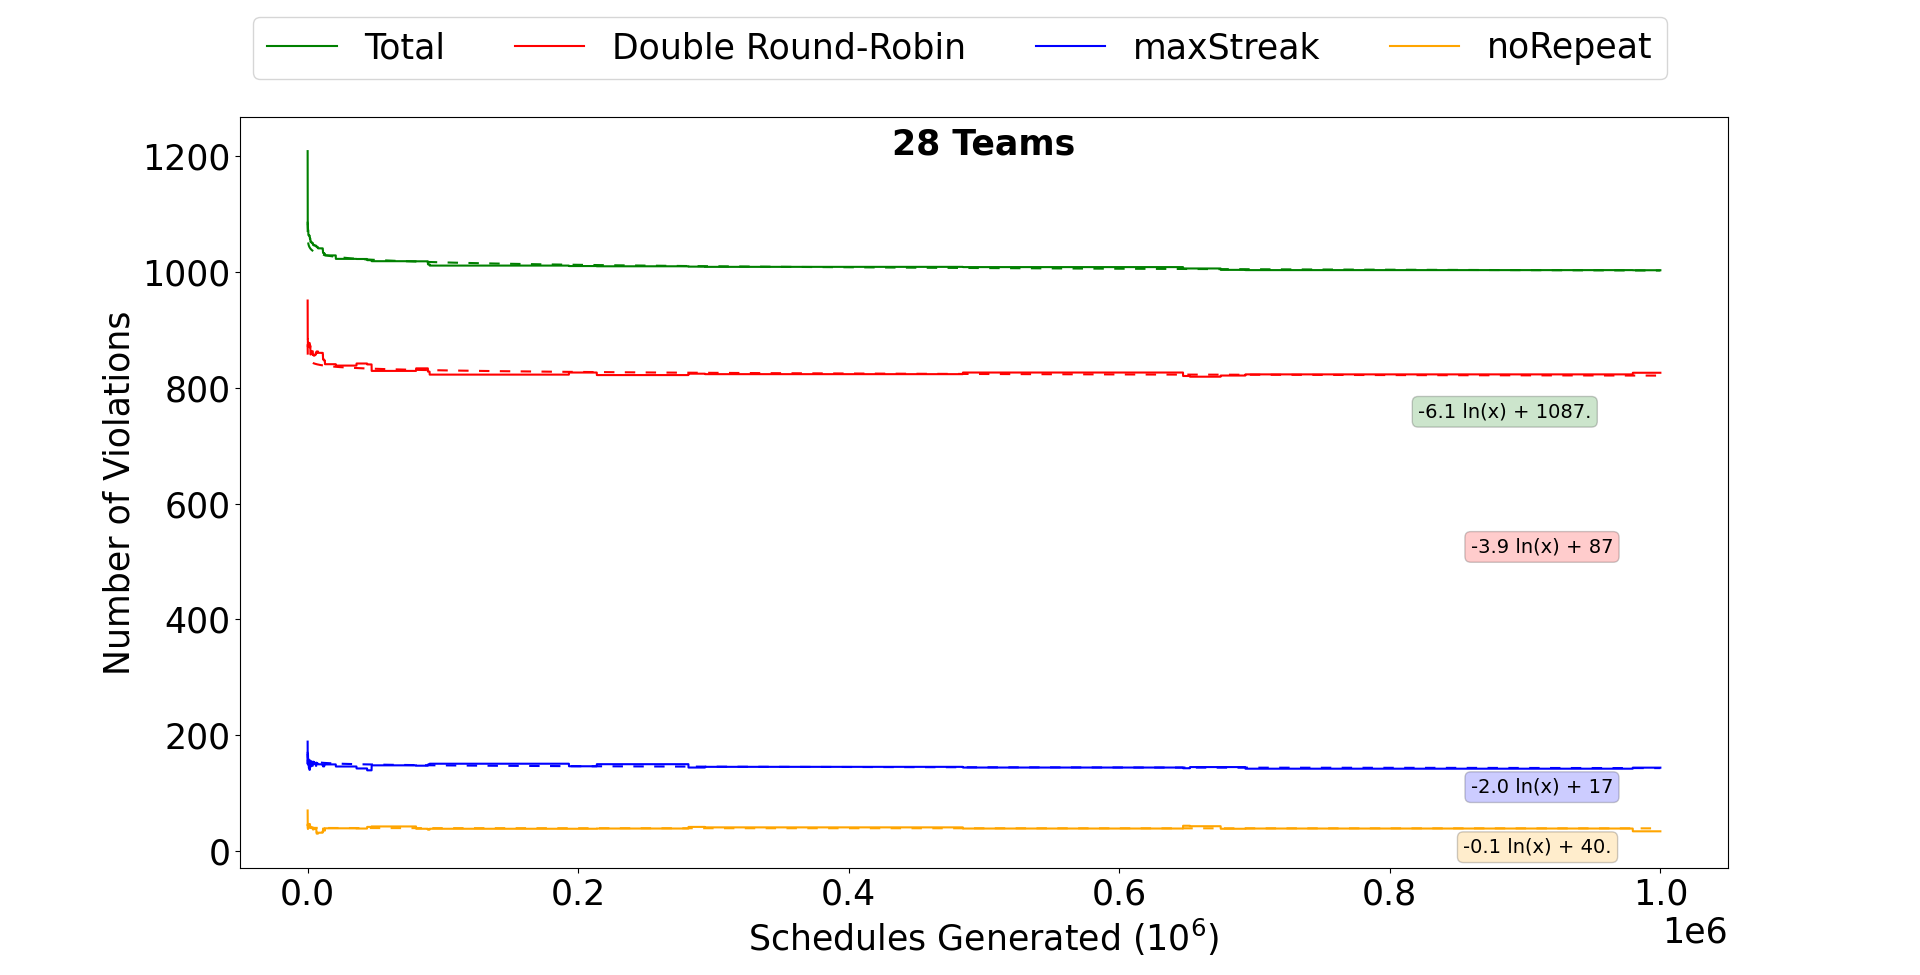 Total Double Round-Robin maxStreak noRepeat
28 Teams
Number of Violations
1200
1000
800
600
400
200
0
-6.1 ln(x) + 1087.
-3.9 ln(x) + 87
-2.0 ln(x) + 17
-0.1 ln(x) + 40.
0.0 0.2 0.4 0.6 0.8 1.0
1e6
Schedules Generated (10⁶)